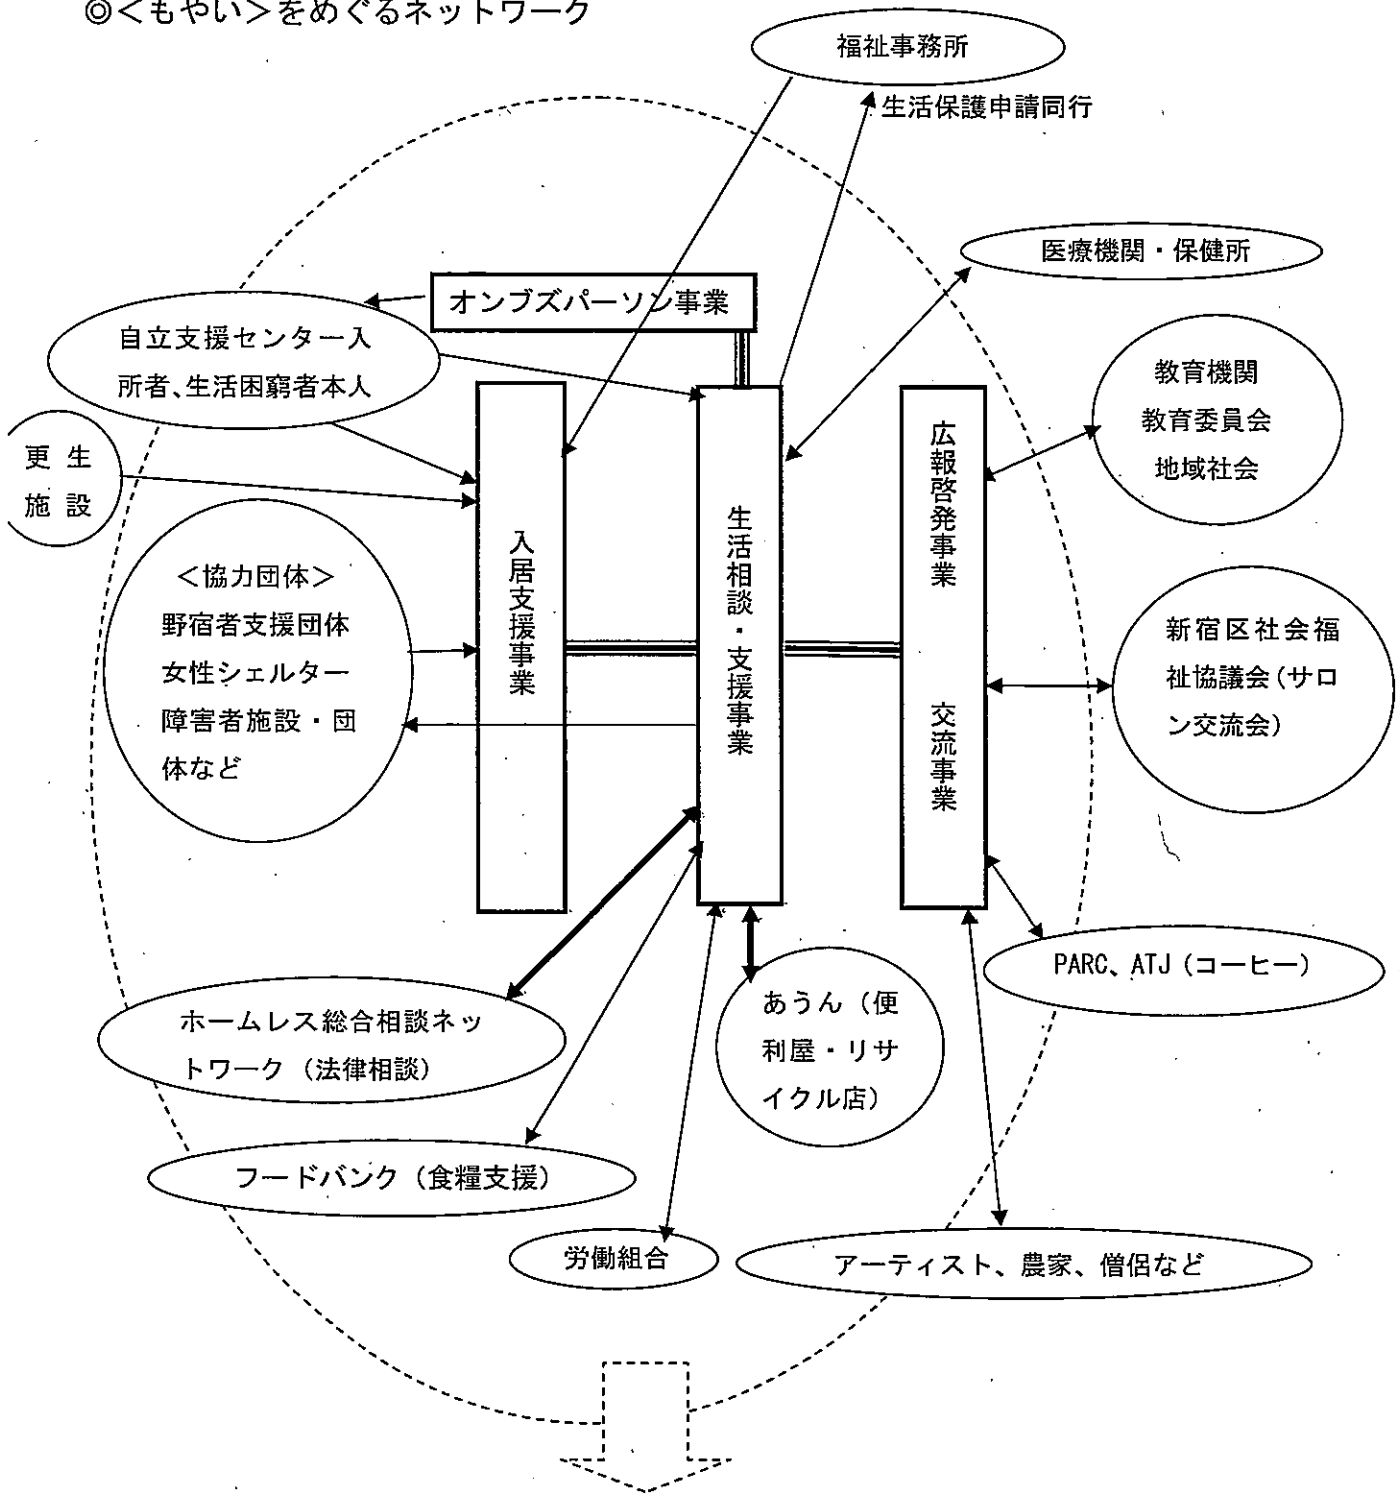 ◎＜もやい＞をめぐるネットワーク
福祉事務所
生活保護申請同行
医療機関・保健所
オンブズパーソン事業
自立支援センター入
所者、生活困窮者本人
教育機関
教育委員会
地域社会
更 生
施 設
入居支援事業
生活相談・支援事業
広報啓発事業
交流事業
＜協力団体＞
野宿者支援団体
女性シェルター
障害者施設・団
体など
新宿区社会福
祉協議会（サロ
ン交流会）
PARC、ATJ（コーヒー）
ホームレス総合相談ネッ
トワーク（法律相談）
あうん（便
利屋・リサ
イクル店）
フードバンク（食糧支援）
労働組合
アーティスト、農家、僧侶など